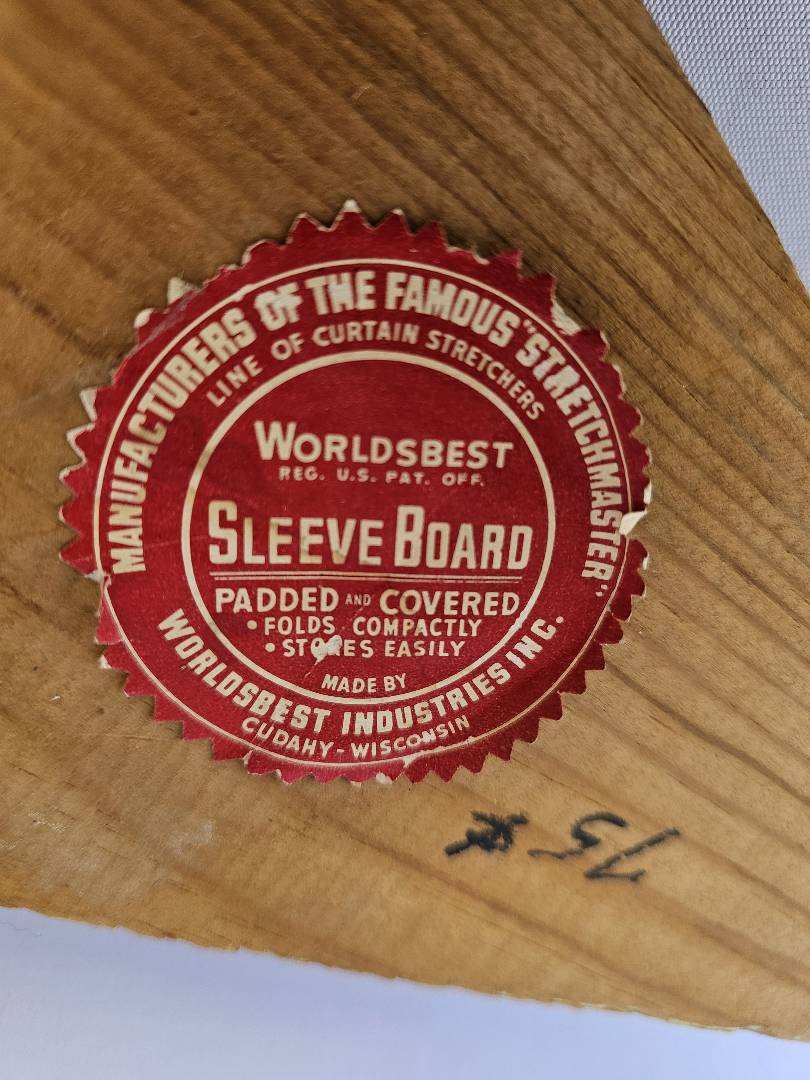 MANUFACTURERS OF THE FAMOUS "STRETCHMASTER"
LINE OF CURTAIN STRETCHERS
WORLDSBEST
REG. U.S. PAT. OFF.
SLEEVE BOARD
PADDED AND COVERED
• FOLDS COMPACTLY
• STORES EASILY
MADE BY
WORLDSBEST INDUSTRIES INC.
CUDAHY-WISCONSIN